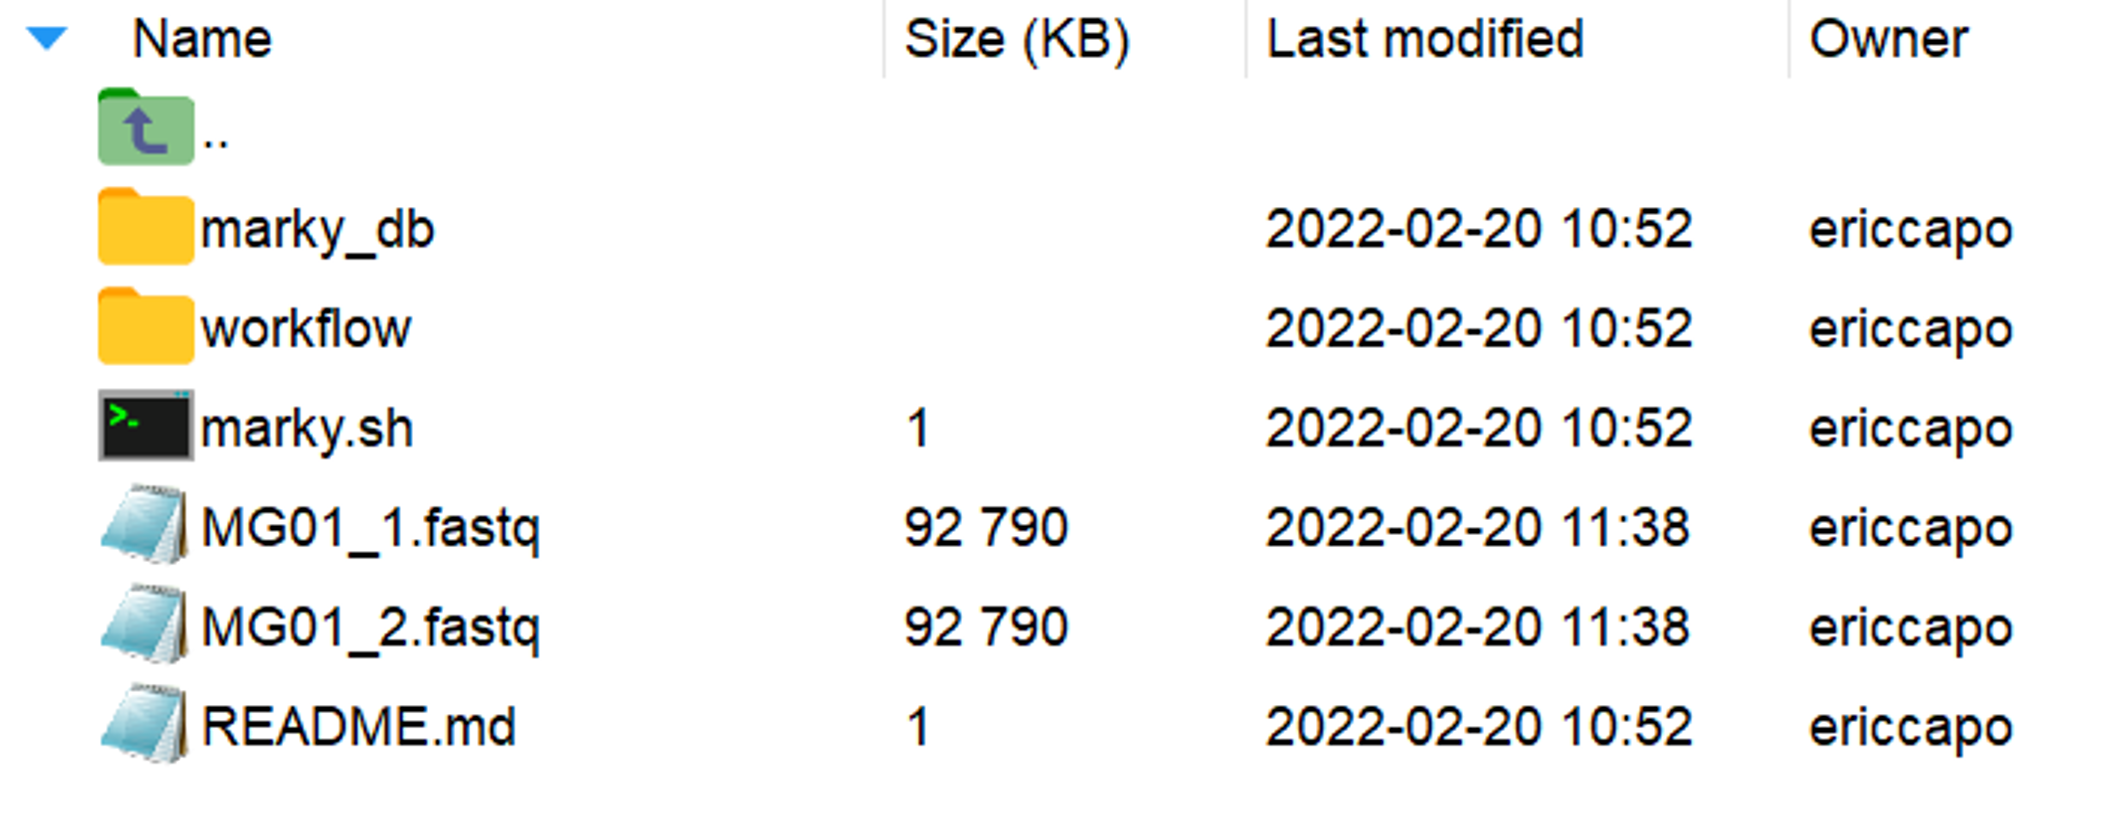 Name Size (KB) Last modified Owner
..
marky_db 2022-02-20 10:52 ericcapo
workflow 2022-02-20 10:52 ericcapo
marky.sh 1 2022-02-20 10:52 ericcapo
MG01_1.fastq 92 790 2022-02-20 11:38 ericcapo
MG01_2.fastq 92 790 2022-02-20 11:38 ericcapo
README.md 1 2022-02-20 10:52 ericcapo